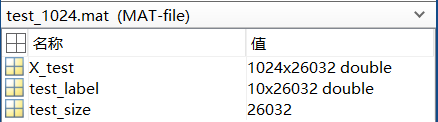 test_1024.mat (MAT-file)
名称 值
X_test 1024x26032 double
test_label 10x26032 double
test_size 26032